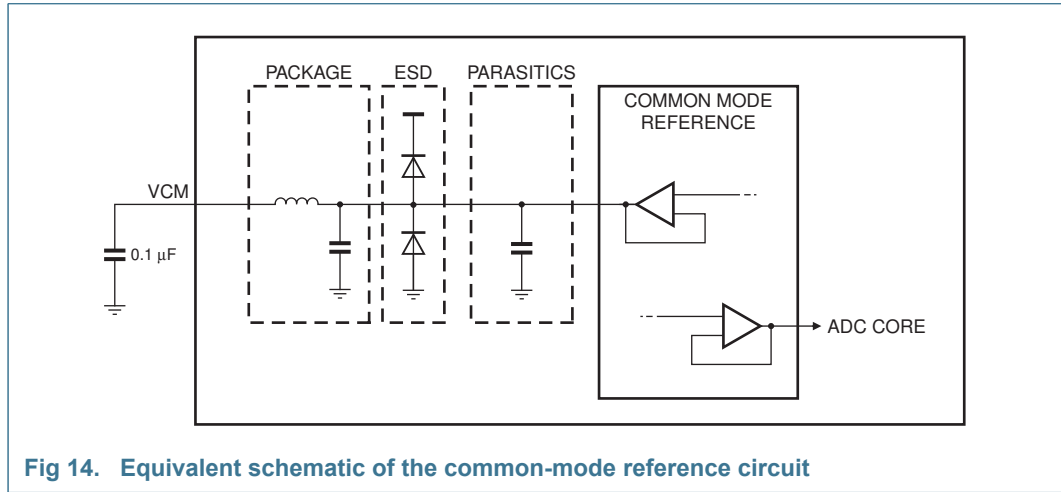 PACKAGE
ESD
PARASITICS
COMMON MODE
REFERENCE
VCM
0.1 μF
ADC CORE
Fig 14. Equivalent schematic of the common-mode reference circuit